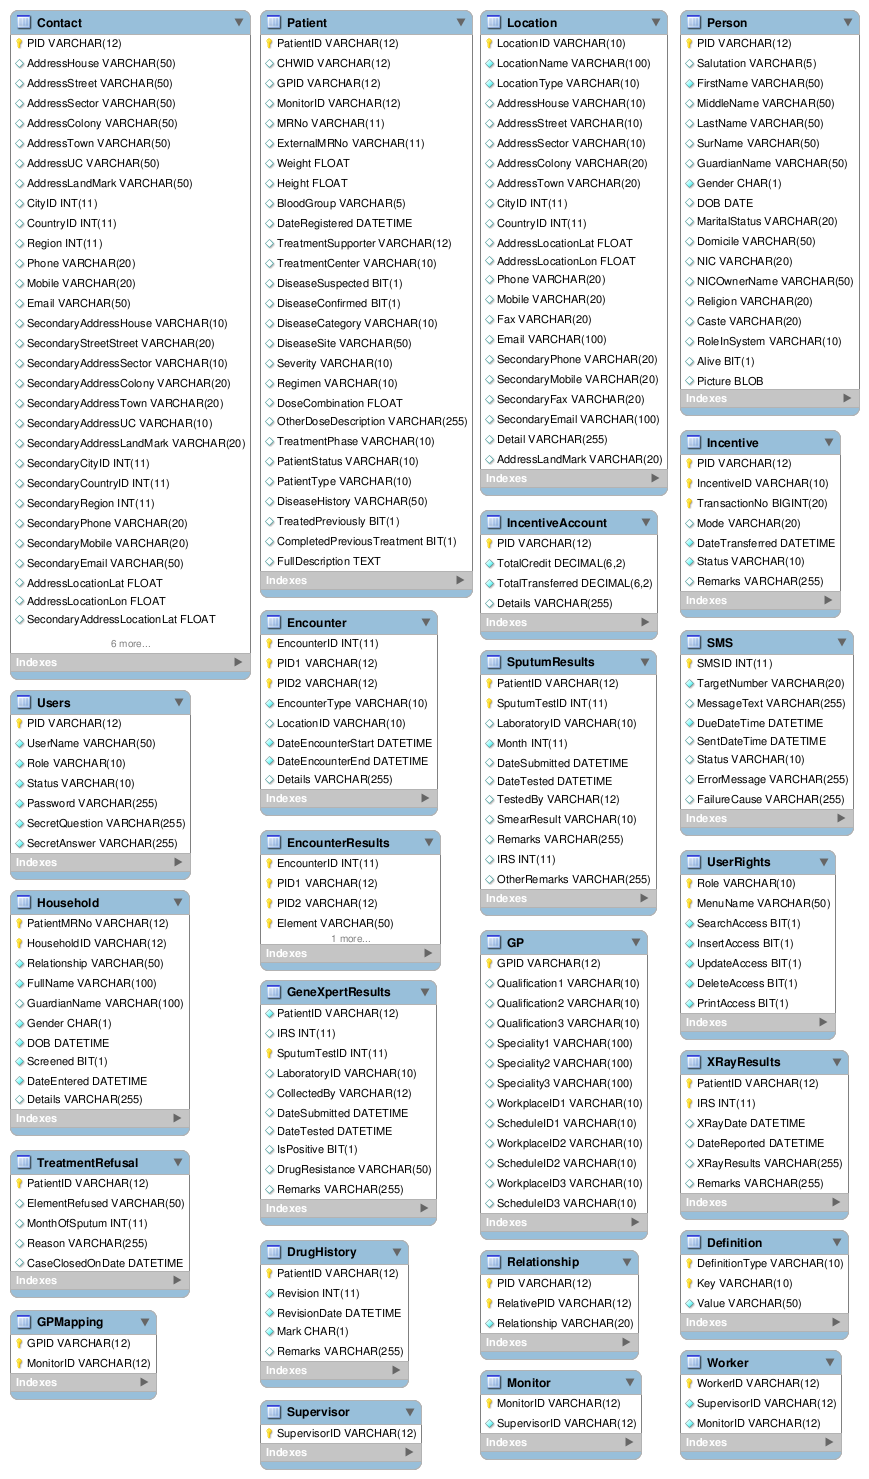 Contact
PID VARCHAR(12)
AddressHouse VARCHAR(50)
AddressStreet VARCHAR(50)
AddressSector VARCHAR(50)
AddressColony VARCHAR(50)
AddressTown VARCHAR(50)
AddressUC VARCHAR(50)
AddressLandMark VARCHAR(50)
CityID INT(11)
CountryID INT(11)
Region INT(11)
Phone VARCHAR(20)
Mobile VARCHAR(20)
Email VARCHAR(50)
SecondaryAddressHouse VARCHAR(10)
SecondaryStreetStreet VARCHAR(20)
SecondaryAddressSector VARCHAR(10)
SecondaryAddressColony VARCHAR(20)
SecondaryAddressTown VARCHAR(20)
SecondaryAddressUC VARCHAR(10)
SecondaryAddressLandMark VARCHAR(20)
SecondaryCityID INT(11)
SecondaryCountryID INT(11)
SecondaryRegion INT(11)
SecondaryPhone VARCHAR(20)
SecondaryMobile VARCHAR(20)
SecondaryEmail VARCHAR(50)
AddressLocationLat FLOAT
AddressLocationLon FLOAT
SecondaryAddressLocationLat FLOAT
6 more...
Indexes
Users
PID VARCHAR(12)
UserName VARCHAR(50)
Role VARCHAR(10)
Status VARCHAR(10)
Password VARCHAR(255)
SecretQuestion VARCHAR(255)
SecretAnswer VARCHAR(255)
Indexes
Household
PatientMRNo VARCHAR(12)
HouseholdID VARCHAR(12)
Relationship VARCHAR(50)
FullName VARCHAR(100)
GuardianName VARCHAR(100)
Gender CHAR(1)
DOB DATETIME
Screened BIT(1)
DateEntered DATETIME
Details VARCHAR(255)
Indexes
TreatmentRefusal
PatientID VARCHAR(12)
ElementRefused VARCHAR(50)
MonthOfSputum INT(11)
Reason VARCHAR(255)
CaseClosedOnDate DATETIME
Indexes
GPMapping
GPID VARCHAR(12)
MonitorID VARCHAR(12)
Indexes
Patient
PatientID VARCHAR(12)
CHWID VARCHAR(12)
GPID VARCHAR(12)
MonitorID VARCHAR(12)
MRNo VARCHAR(11)
ExternalMRNo VARCHAR(11)
Weight FLOAT
Height FLOAT
BloodGroup VARCHAR(5)
DateRegistered DATETIME
TreatmentSupporter VARCHAR(12)
TreatmentCenter VARCHAR(10)
DiseaseSuspected BIT(1)
DiseaseConfirmed BIT(1)
DiseaseCategory VARCHAR(10)
DiseaseSite VARCHAR(50)
Severity VARCHAR(10)
Regimen VARCHAR(10)
DoseCombination FLOAT
OtherDoseDescription VARCHAR(255)
TreatmentPhase VARCHAR(10)
PatientStatus VARCHAR(10)
PatientType VARCHAR(10)
DiseaseHistory VARCHAR(50)
TreatedPreviously BIT(1)
CompletedPreviousTreatment BIT(1)
FullDescription TEXT
Indexes
Encounter
EncounterID INT(11)
PID1 VARCHAR(12)
PID2 VARCHAR(12)
EncounterType VARCHAR(10)
LocationID VARCHAR(10)
DateEncounterStart DATETIME
DateEncounterEnd DATETIME
Details VARCHAR(255)
Indexes
EncounterResults
EncounterID INT(11)
PID1 VARCHAR(12)
PID2 VARCHAR(12)
Element VARCHAR(50)
1 more...
Indexes
GeneXpertResults
PatientID VARCHAR(12)
IRS INT(11)
SputumTestID INT(11)
LaboratoryID VARCHAR(10)
CollectedBy VARCHAR(12)
DateSubmitted DATETIME
DateTested DATETIME
IsPositive BIT(1)
DrugResistance VARCHAR(50)
Remarks VARCHAR(255)
Indexes
DrugHistory
PatientID VARCHAR(12)
Revision INT(11)
RevisionDate DATETIME
Mark CHAR(1)
Remarks VARCHAR(255)
Indexes
Supervisor
SupervisorID VARCHAR(12)
Indexes
Location
LocationID VARCHAR(10)
LocationName VARCHAR(100)
LocationType VARCHAR(10)
AddressHouse VARCHAR(10)
AddressStreet VARCHAR(10)
AddressSector VARCHAR(10)
AddressColony VARCHAR(20)
AddressTown VARCHAR(20)
CityID INT(11)
CountryID INT(11)
AddressLocationLat FLOAT
AddressLocationLon FLOAT
Phone VARCHAR(20)
Mobile VARCHAR(20)
Fax VARCHAR(20)
Email VARCHAR(100)
SecondaryPhone VARCHAR(20)
SecondaryMobile VARCHAR(20)
SecondaryFax VARCHAR(20)
SecondaryEmail VARCHAR(100)
Detail VARCHAR(255)
AddressLandMark VARCHAR(20)
Indexes
IncentiveAccount
PID VARCHAR(12)
TotalCredit DECIMAL(6,2)
TotalTransferred DECIMAL(6,2)
Details VARCHAR(255)
Indexes
SputumResults
PatientID VARCHAR(12)
SputumTestID INT(11)
LaboratoryID VARCHAR(10)
Month INT(11)
DateSubmitted DATETIME
DateTested DATETIME
TestedBy VARCHAR(12)
SmearResult VARCHAR(10)
Remarks VARCHAR(255)
IRS INT(11)
OtherRemarks VARCHAR(255)
Indexes
GP
GPID VARCHAR(12)
Qualification1 VARCHAR(10)
Qualification2 VARCHAR(10)
Qualification3 VARCHAR(10)
Speciality1 VARCHAR(100)
Speciality2 VARCHAR(100)
Speciality3 VARCHAR(100)
WorkplaceID1 VARCHAR(10)
ScheduleID1 VARCHAR(10)
WorkplaceID2 VARCHAR(10)
ScheduleID2 VARCHAR(10)
WorkplaceID3 VARCHAR(10)
ScheduleID3 VARCHAR(10)
Indexes
Relationship
PID VARCHAR(12)
RelativePID VARCHAR(12)
Relationship VARCHAR(20)
Indexes
Monitor
MonitorID VARCHAR(12)
SupervisorID VARCHAR(12)
Indexes
Person
PID VARCHAR(12)
Salutation VARCHAR(5)
FirstName VARCHAR(50)
MiddleName VARCHAR(50)
LastName VARCHAR(50)
SurName VARCHAR(50)
GuardianName VARCHAR(50)
Gender CHAR(1)
DOB DATE
MaritalStatus VARCHAR(20)
Domicile VARCHAR(50)
NIC VARCHAR(20)
NICOwnerName VARCHAR(50)
Religion VARCHAR(20)
Caste VARCHAR(20)
RoleInSystem VARCHAR(10)
Alive BIT(1)
Picture BLOB
Indexes
Incentive
PID VARCHAR(12)
IncentiveID VARCHAR(10)
TransactionNo BIGINT(20)
Mode VARCHAR(20)
DateTransferred DATETIME
Status VARCHAR(10)
Remarks VARCHAR(255)
Indexes
SMS
SMSID INT(11)
TargetNumber VARCHAR(20)
MessageText VARCHAR(255)
DueDateTime DATETIME
SentDateTime DATETIME
Status VARCHAR(10)
ErrorMessage VARCHAR(255)
FailureCause VARCHAR(255)
Indexes
UserRights
Role VARCHAR(10)
MenuName VARCHAR(50)
SearchAccess BIT(1)
InsertAccess BIT(1)
UpdateAccess BIT(1)
DeleteAccess BIT(1)
PrintAccess BIT(1)
Indexes
XRayResults
PatientID VARCHAR(12)
IRS INT(11)
XRayDate DATETIME
DateReported DATETIME
XRayResults VARCHAR(255)
Remarks VARCHAR(255)
Indexes
Definition
DefinitionType VARCHAR(10)
Key VARCHAR(10)
Value VARCHAR(50)
Indexes
Worker
WorkerID VARCHAR(12)
SupervisorID VARCHAR(12)
MonitorID VARCHAR(12)
Indexes